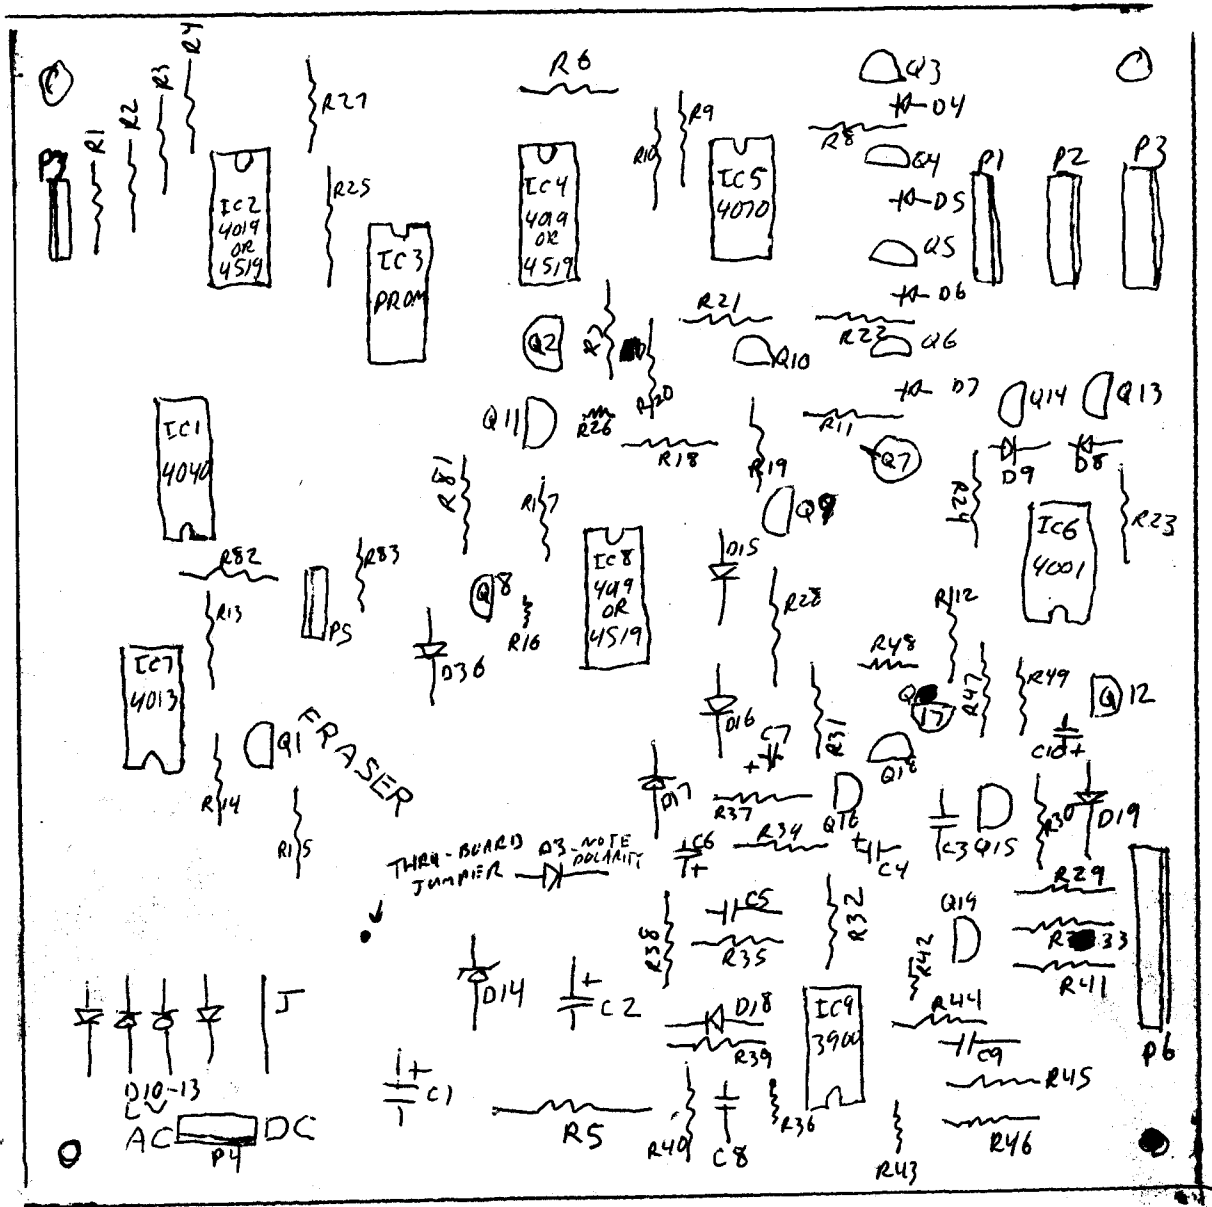 R4
R3
R2
R1
R27
R6
R9
R10
Q3
D4
R8
Q4
D5
Q5
D6
P1
P2
P3
R25
IC2
4019
OR
4519
IC3
PROM
IC4
4019
OR
4519
IC5
4070
R21
R22
Q6
Q2
R7
R20
Q10
D7
Q14
Q13
Q11
R26
R18
R19
R11
Q7
D9
D8
IC1
4040
R81
R17
Q9
R24
IC6
4001
R23
R82
R83
D15
IC8
4019
OR
4519
R13
P5
Q8
R16
D36
R28
R12
R48
IC7
4013
D16
R47
R49
Q12
Q1
FRASER
C7
+
R31
17
Q18
C10+
R14
D17
R37
Q16
R15
C6
+
R34
+
C4
C3
Q15
R30
D19
THRU-BOARD
JUMPER
D3-NOTE
POLARITY
C5
R38
R35
R32
Q19
R29
33
R42
R41
D14
+
C2
D18
R39
IC9
3900
R44
C9
P6
J
D10-13
+
C1
R45
AC
DC
P4
R5
R40
C8
R36
R43
R46